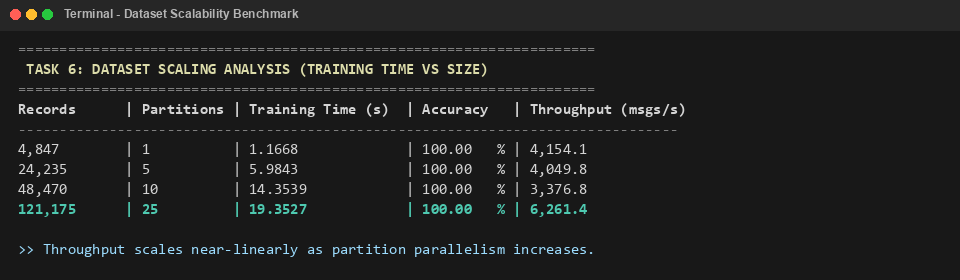 Terminal - Dataset Scalability Benchmark
======================================================================
TASK 6: DATASET SCALING ANALYSIS (TRAINING TIME VS SIZE)
======================================================================
Records | Partitions | Training Time (s) | Accuracy | Throughput (msgs/s)
--------------------------------------------------------------------------------
4,847 | 1 | 1.1668 | 100.00 % | 4,154.1
24,235 | 5 | 5.9843 | 100.00 % | 4,049.8
48,470 | 10 | 14.3539 | 100.00 % | 3,376.8
121,175 | 25 | 19.3527 | 100.00 % | 6,261.4
>> Throughput scales near-linearly as partition parallelism increases.